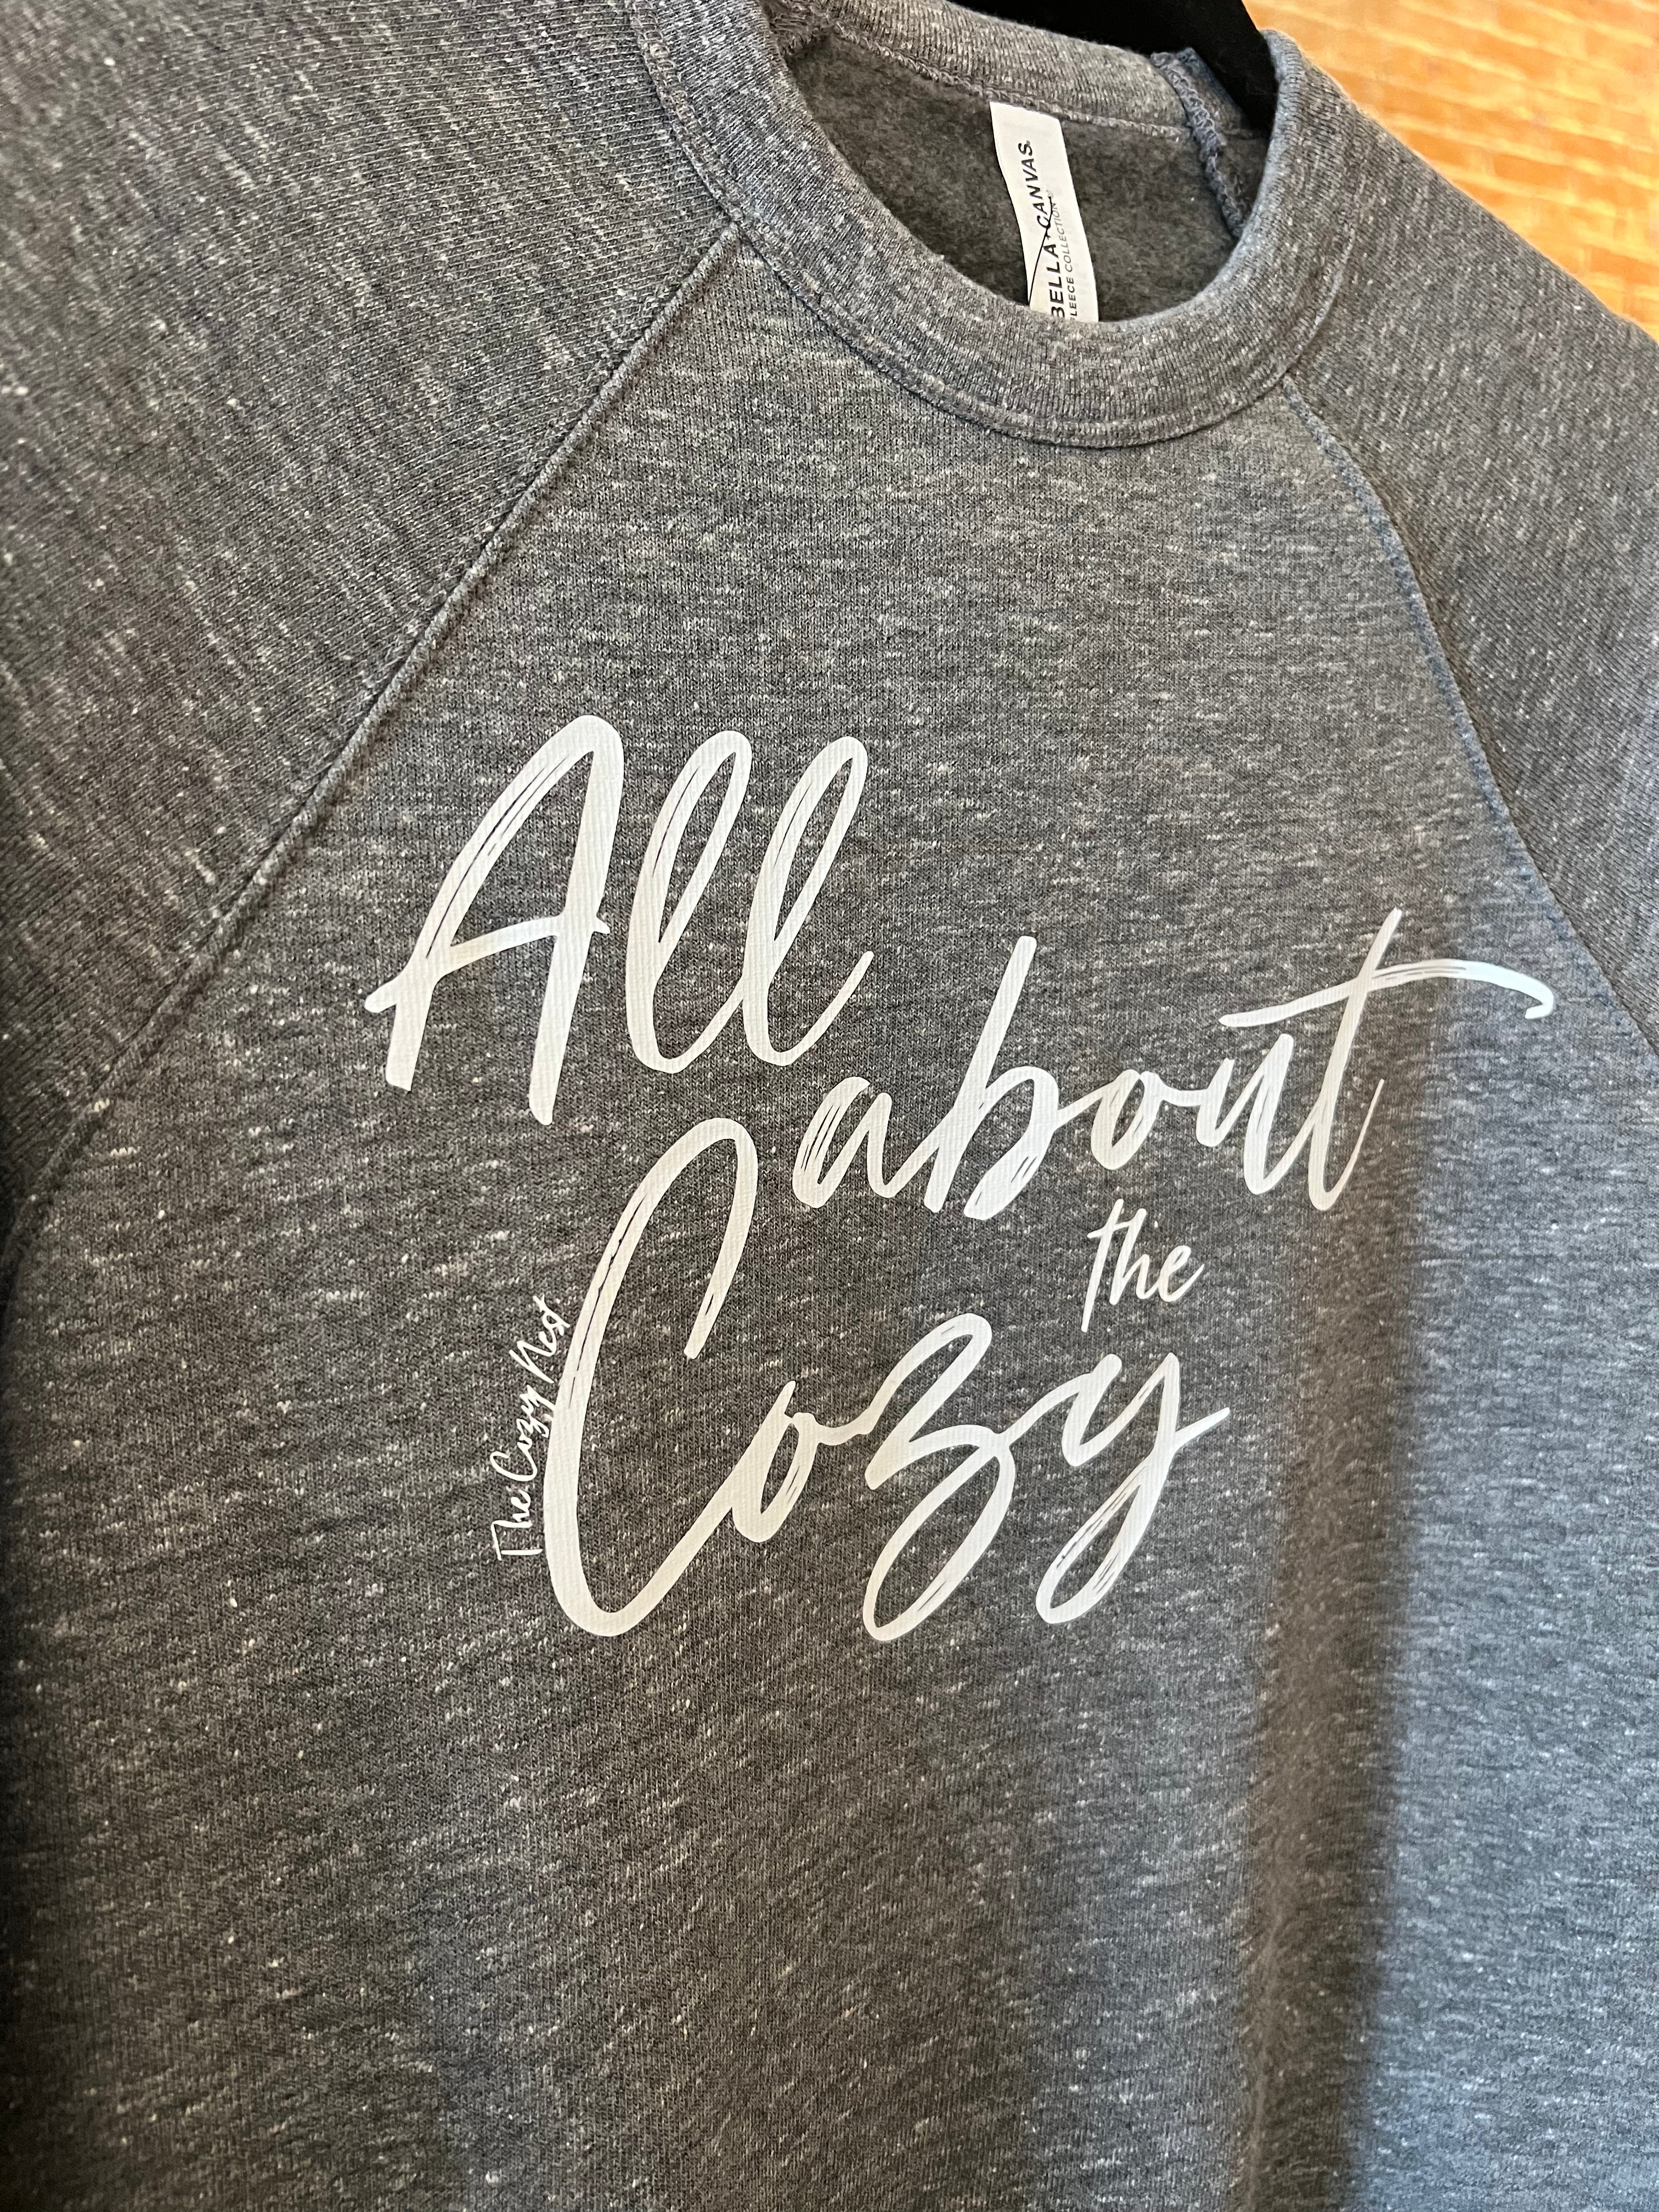 BELLA+CANVAS.
FLEECE COLLECTION
All
about
the
Cozy
The Cozy Nest